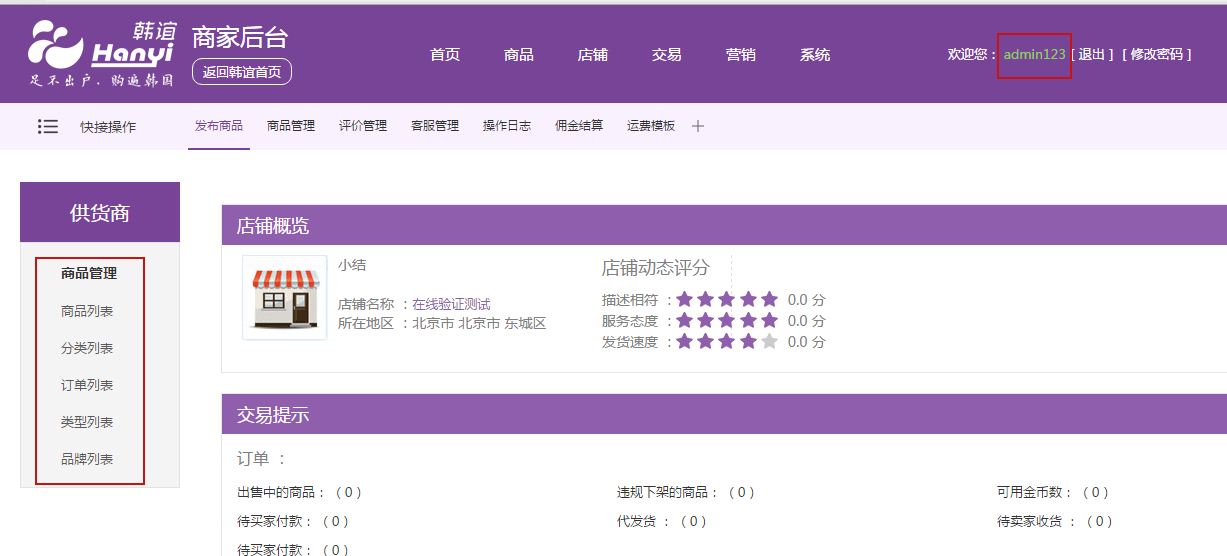 韩谊
Hanyi
足不出户.购遍韩国
商家后台
返回韩谊首页
首页 商品 店铺 交易 营销 系统
欢迎您：admin123 [ 退出 ] [ 修改密码 ]
快接操作 发布商品 商品管理 评价管理 客服管理 操作日志 佣金结算 运费模板
供货商
商品管理
商品列表
分类列表
订单列表
类型列表
品牌列表
店铺概览
小结
店铺名称 ：在线验证测试
所在地区 ：北京市 北京市 东城区
店铺动态评分
描述相符 ： 0.0 分
服务态度 ： 0.0 分
发货速度 ： 0.0 分
交易提示
订单 ：
出售中的商品：（ 0 ） 违规下架的商品：（ 0 ） 可用金币数：（ 0 ）
待买家付款：（ 0 ） 代发货 ：（ 0 ） 待卖家收货 ：（ 0 ）
待买家付款：（ 0 ）